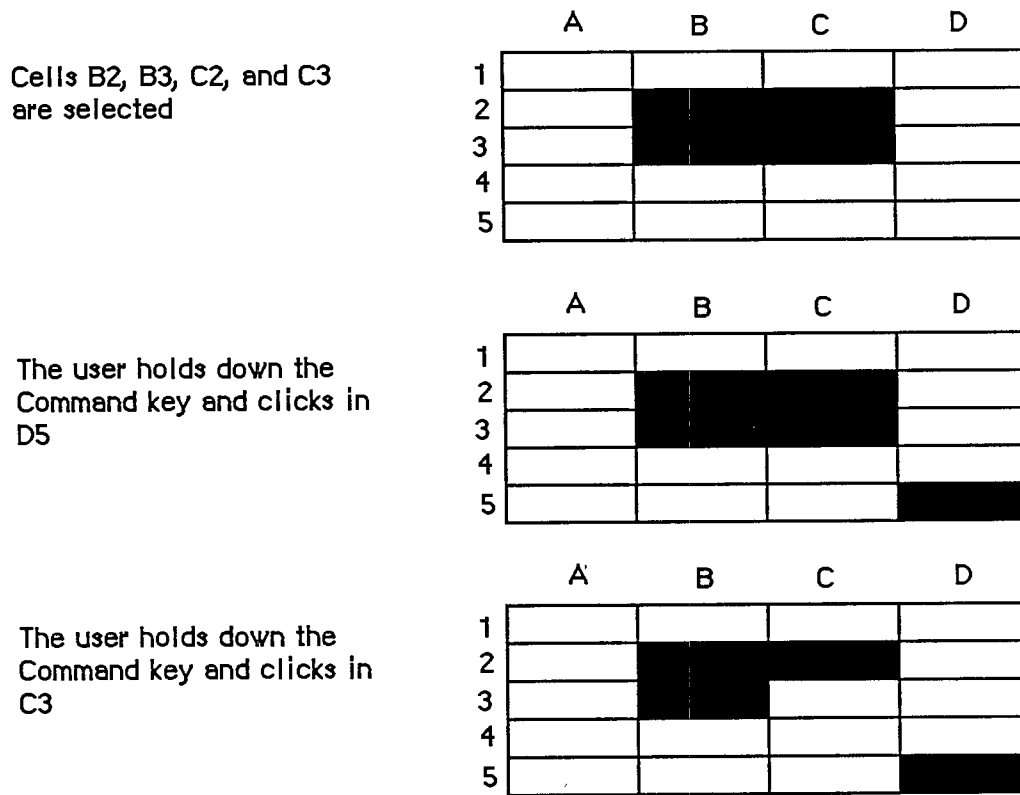 A B C D
Cells B2, B3, C2, and C3
are selected
1
2
3
4
5
A B C D
The user holds down the
Command key and clicks in
D5
1
2
3
4
5
A B C D
The user holds down the
Command key and clicks in
C3
1
2
3
4
5